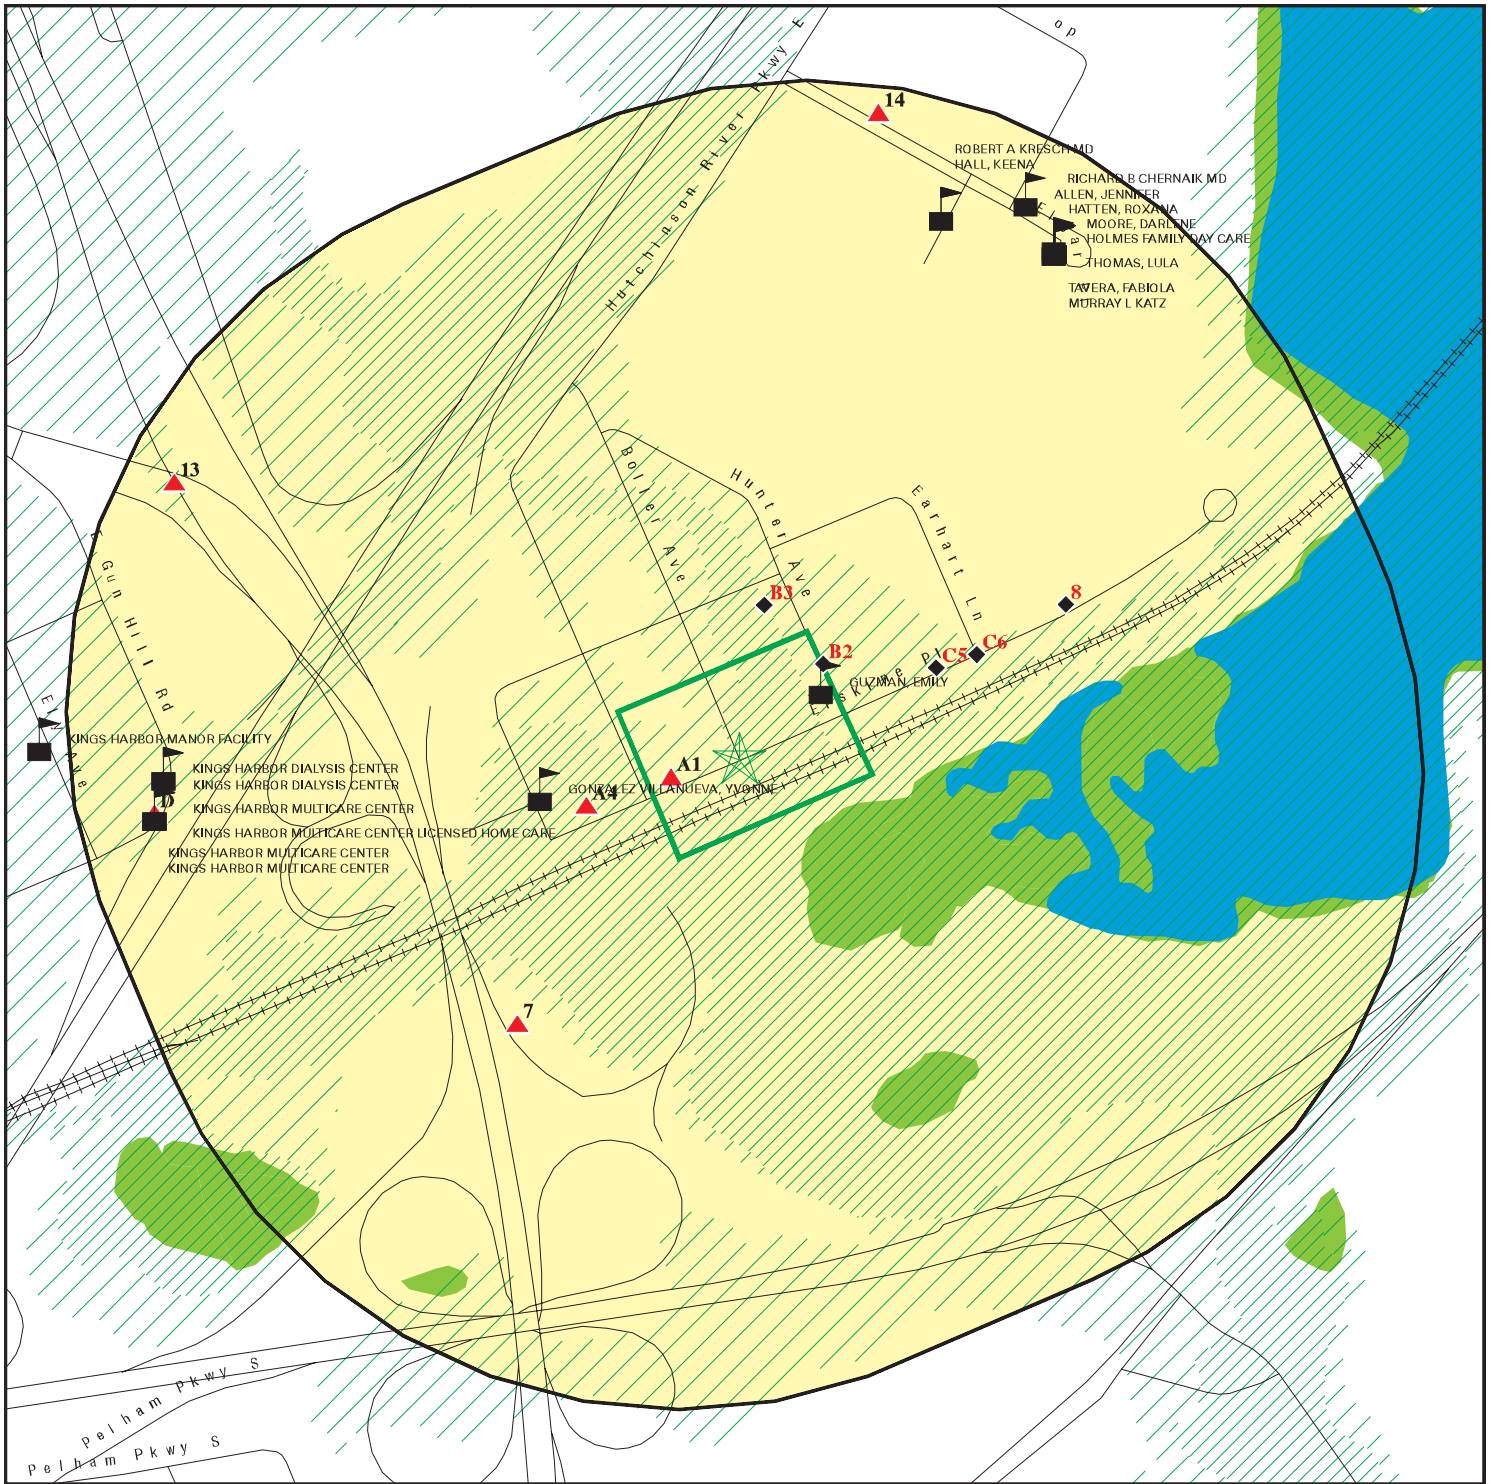 op
Hutchinson River Pkwy E
14
ROBERT A KRESCH MD
HALL, KEENA
RICHARD B CHERNAIK MD
ALLEN, JENNIFER
HATTEN, ROXANA
MOORE, DARLENE
HOLMES FAMILY DAY CARE
THOMAS, LULA
TAVERA, FABIOLA
MURRAY L KATZ
13
Boller Ave
Hunter Ave
Earhart Ln
E Gun Hill Rd
B3
8
B2
C5
C6
Erskine Pl
GUZMAN, EMILY
Ely Ave
KINGS HARBOR MANOR FACILITY
KINGS HARBOR DIALYSIS CENTER
KINGS HARBOR DIALYSIS CENTER
A1
GONZALEZ VILLANUEVA, YVONNE
A4
D
KINGS HARBOR MULTICARE CENTER
KINGS HARBOR MULTICARE CENTER LICENSED HOME CARE
KINGS HARBOR MULTICARE CENTER
KINGS HARBOR MULTICARE CENTER
7
Pelham Pkwy S
Pelham Pkwy S